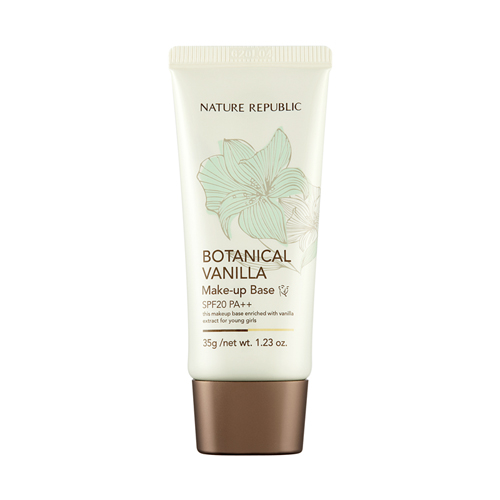 NATURE REPUBLIC
BOTANICAL
VANILLA
Make-up Base
SPF20 PA++
this makeup base enriched with vanilla
extract for young girls
35g /net wt. 1.23 oz.